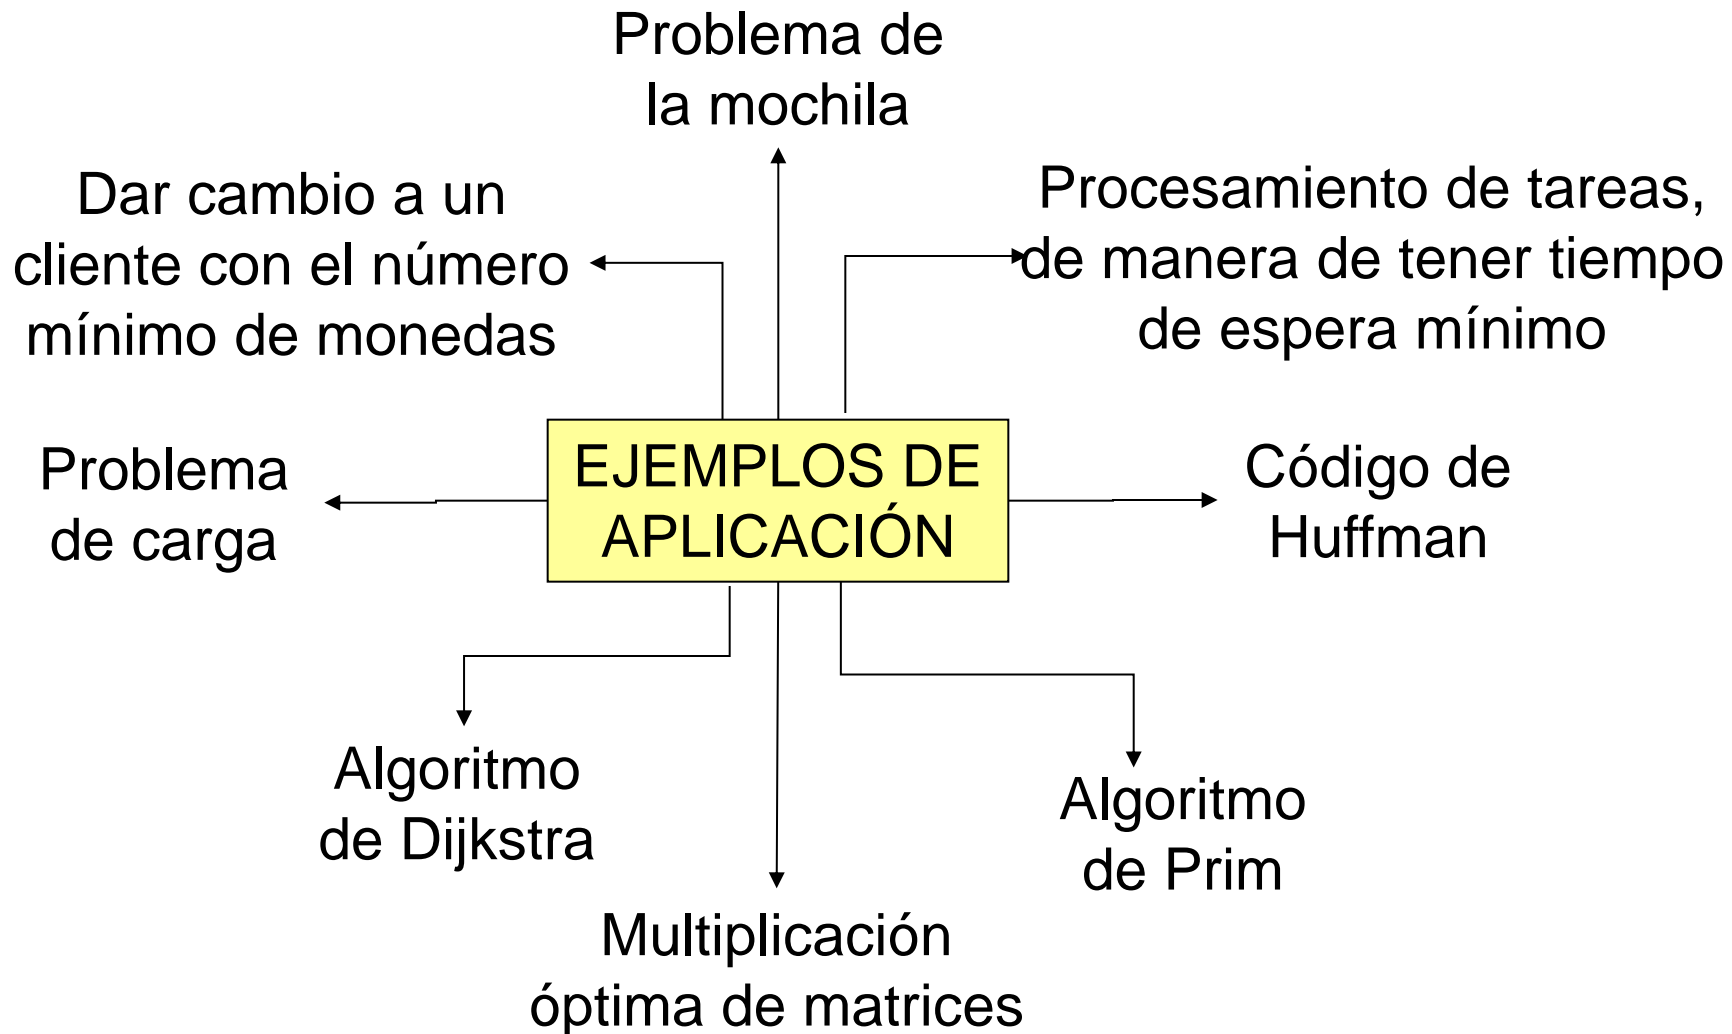 Problema de
la mochila
Dar cambio a un
cliente con el número
mínimo de monedas
Procesamiento de tareas,
de manera de tener tiempo
de espera mínimo
Problema
de carga
EJEMPLOS DE
APLICACIÓN
Código de
Huffman
Algoritmo
de Dijkstra
Algoritmo
de Prim
Multiplicación
óptima de matrices